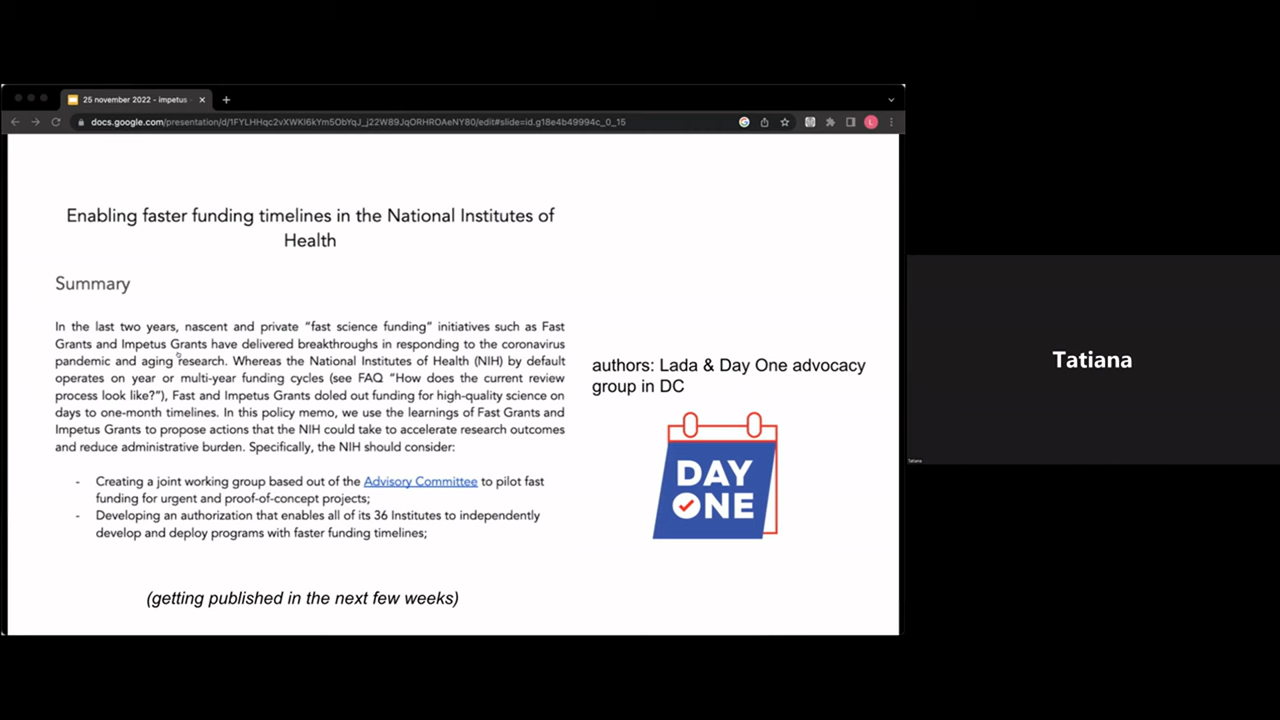 25 november 2022 - impetus
docs.google.com/presentation/d/1FYLHHqc2vXWKl6kYm5ObYqJ_j22W89JqORHROAeNY80/edit#slide=id.g18e4b49994c_0_15
Enabling faster funding timelines in the National Institutes of
Health
Summary
In the last two years, nascent and private “fast science funding” initiatives such as Fast
Grants and Impetus Grants have delivered breakthroughs in responding to the coronavirus
pandemic and aging research. Whereas the National Institutes of Health (NIH) by default
operates on year or multi-year funding cycles (see FAQ “How does the current review
process look like?”), Fast and Impetus Grants doled out funding for high-quality science on
days to one-month timelines. In this policy memo, we use the learnings of Fast Grants and
Impetus Grants to propose actions that the NIH could take to accelerate research outcomes
and reduce administrative burden. Specifically, the NIH should consider:
- Creating a joint working group based out of the Advisory Committee to pilot fast
funding for urgent and proof-of-concept projects;
- Developing an authorization that enables all of its 36 Institutes to independently
develop and deploy programs with faster funding timelines;
(getting published in the next few weeks)
authors: Lada & Day One advocacy
group in DC
DAY
ONE
L
Tatiana
Tatiana